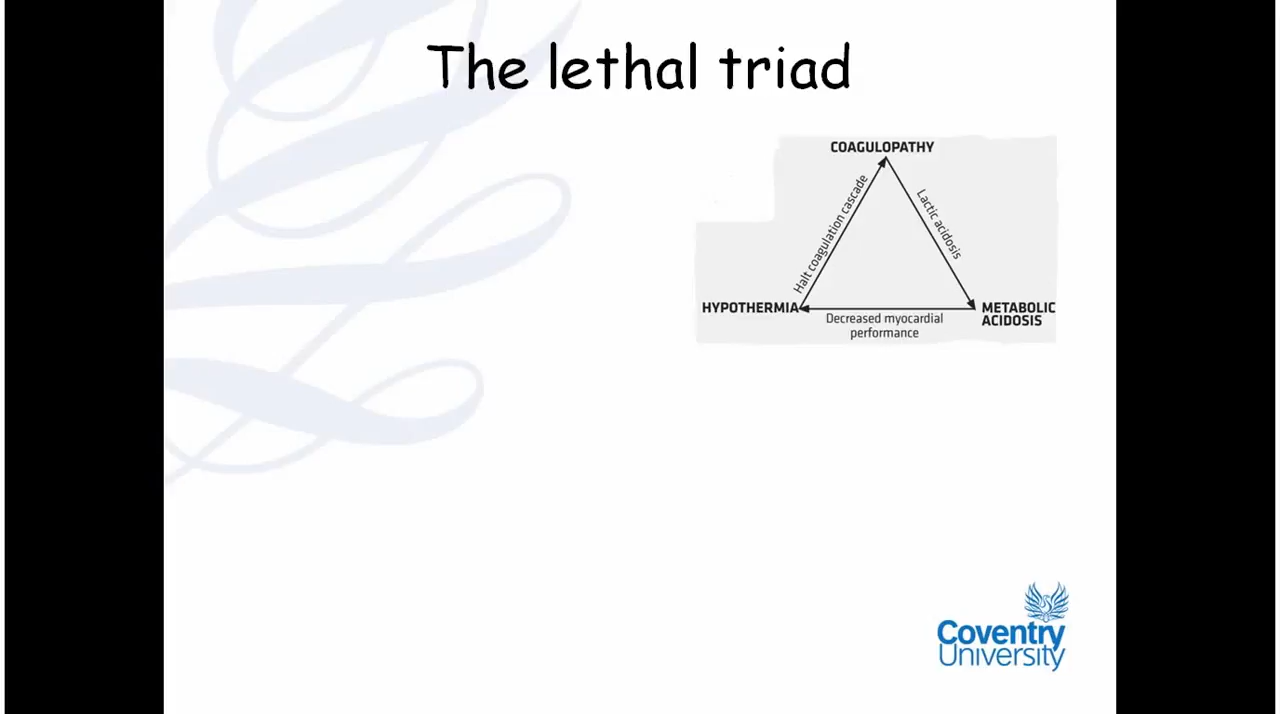 The lethal triad
COAGULOPATHY
Halt coagulation cascade
Lactic acidosis
HYPOTHERMIA
METABOLIC
ACIDOSIS
Decreased myocardial
performance
Coventry
University